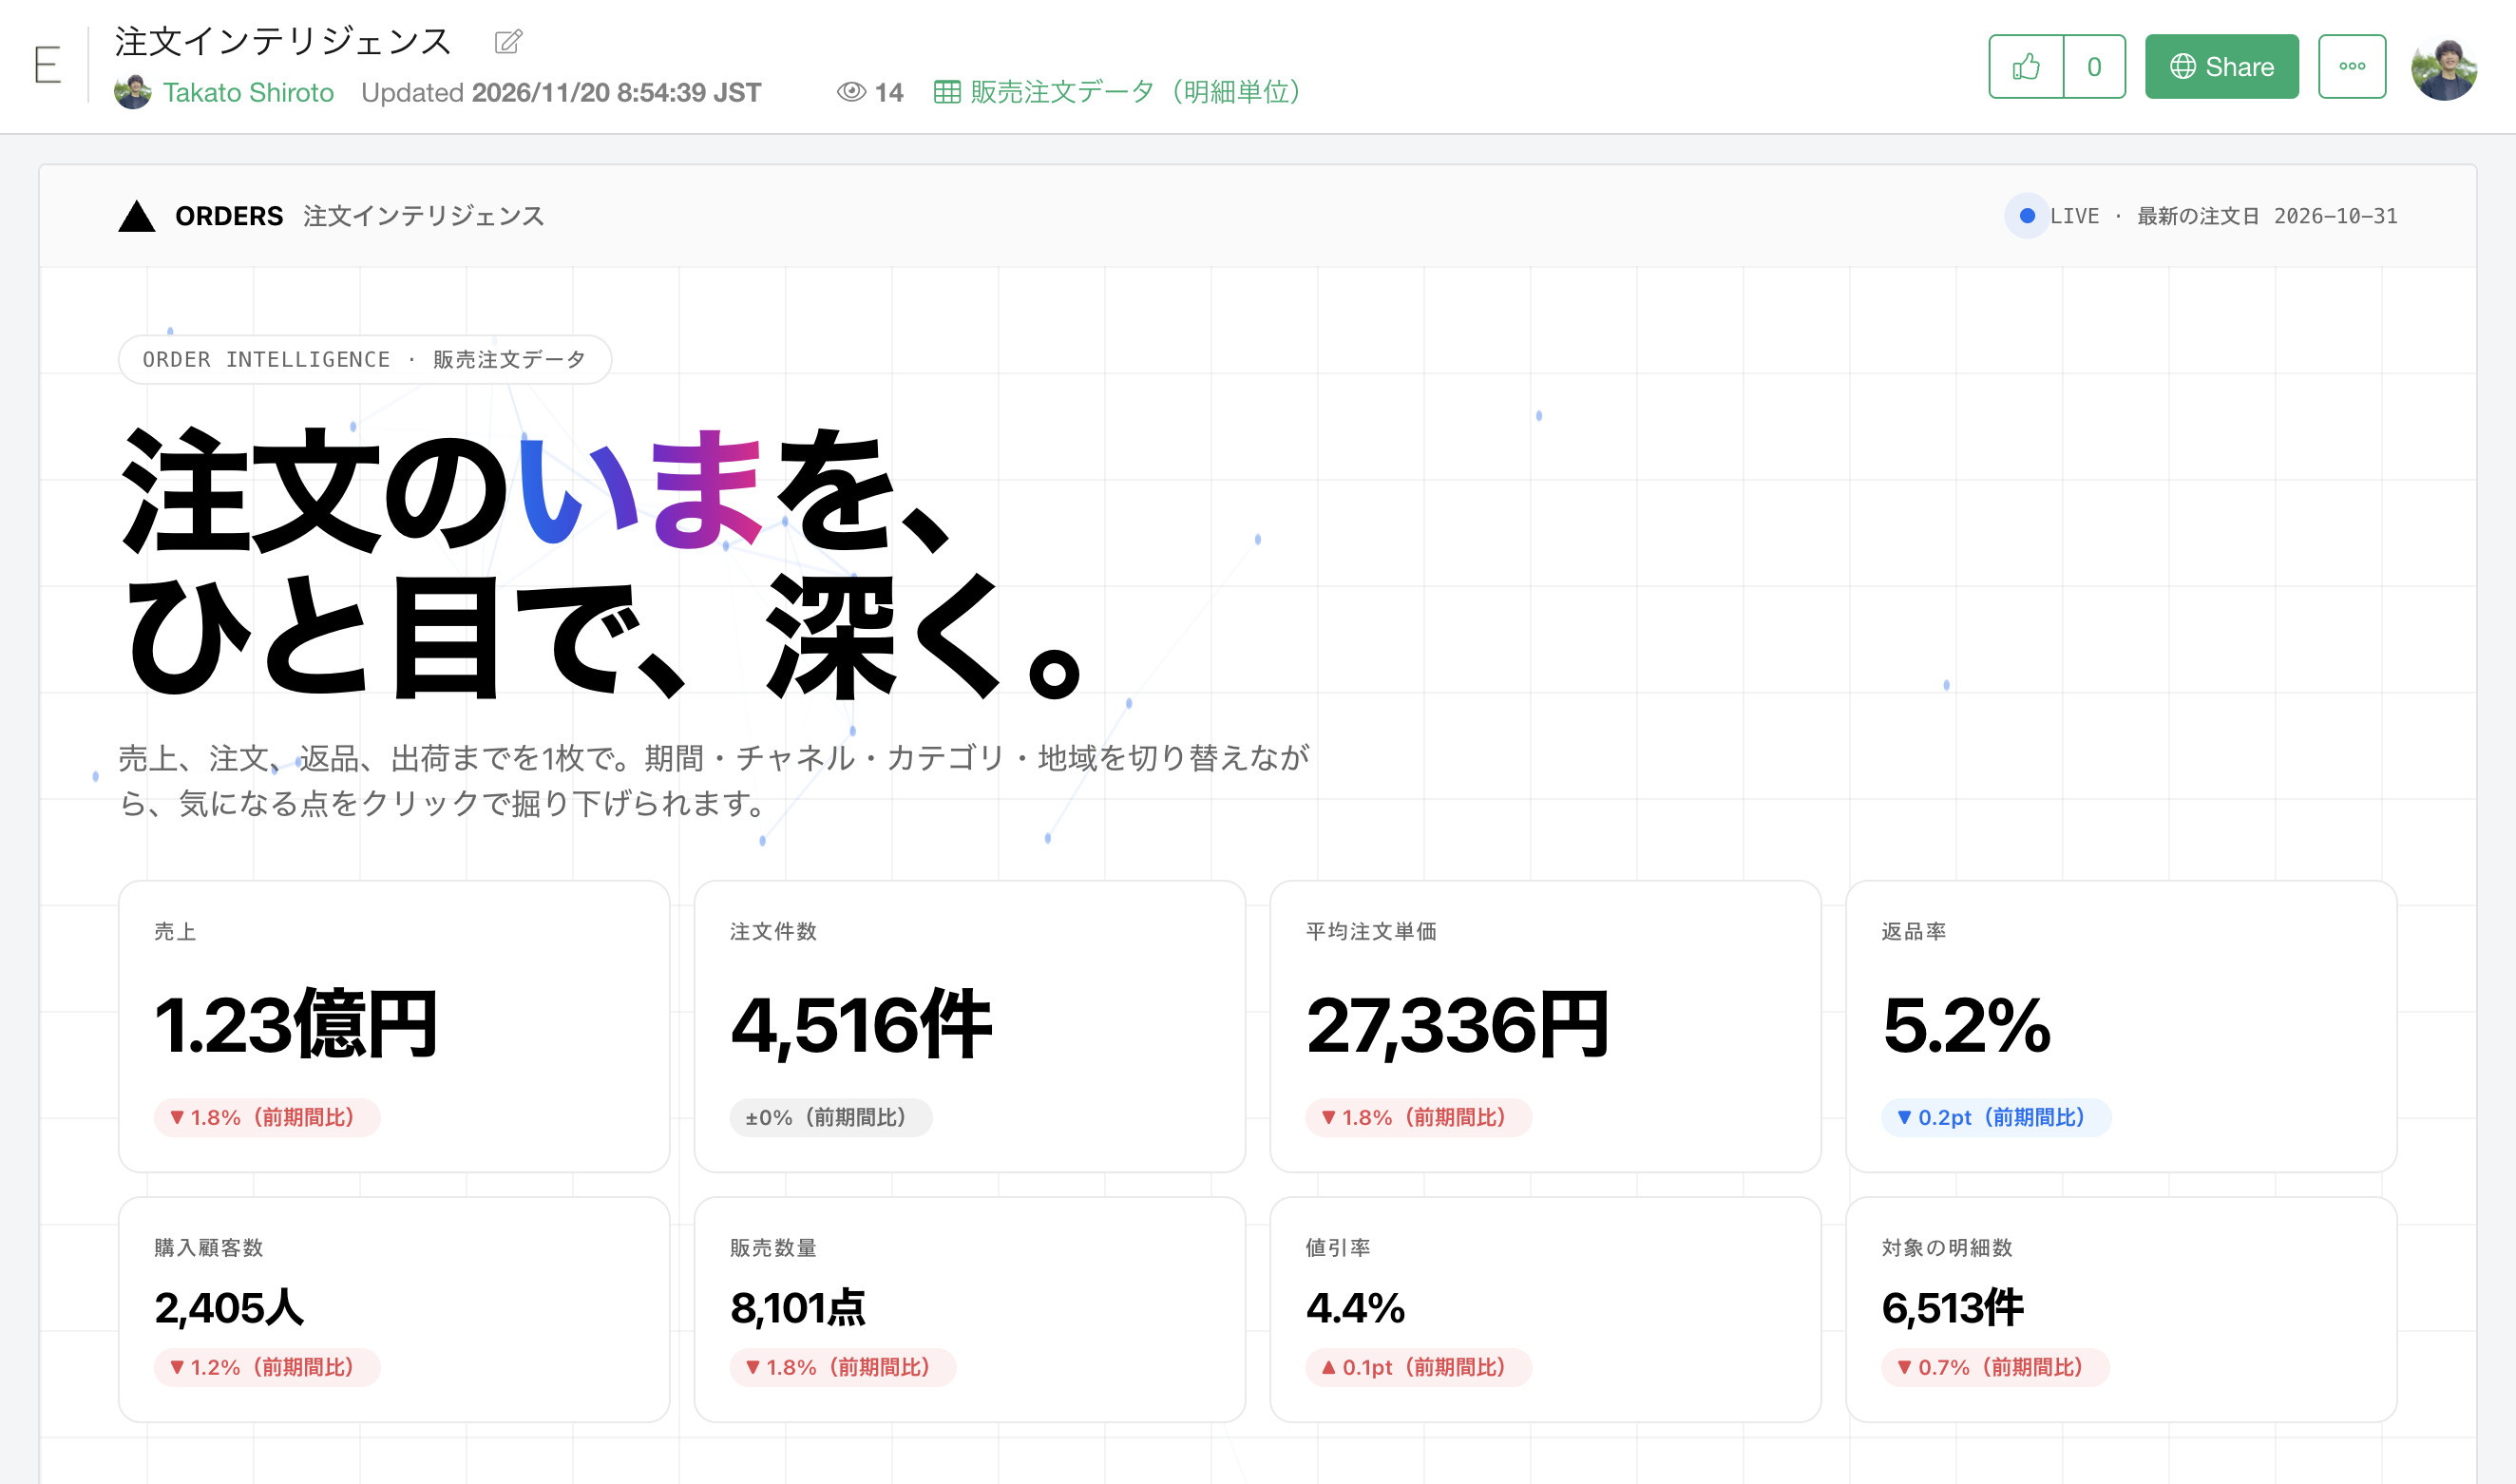 E
注文インテリジェンス
Takato Shiroto Updated 2026/11/20 8:54:39 JST 14 販売注文データ（明細単位）
0 Share
ORDERS 注文インテリジェンス
LIVE · 最新の注文日 2026-10-31
ORDER INTELLIGENCE · 販売注文データ
注文のいまを、
ひと目で、深く。
売上、注文、返品、出荷までを1枚で。期間・チャネル・カテゴリ・地域を切り替えなが
ら、気になる点をクリックで掘り下げられます。
売上
1.23億円
▼ 1.8%（前期間比）
注文件数
4,516件
±0%（前期間比）
平均注文単価
27,336円
▼ 1.8%（前期間比）
返品率
5.2%
▼ 0.2pt（前期間比）
購入顧客数
2,405人
▼ 1.2%（前期間比）
販売数量
8,101点
▼ 1.8%（前期間比）
値引率
4.4%
▲ 0.1pt（前期間比）
対象の明細数
6,513件
▼ 0.7%（前期間比）